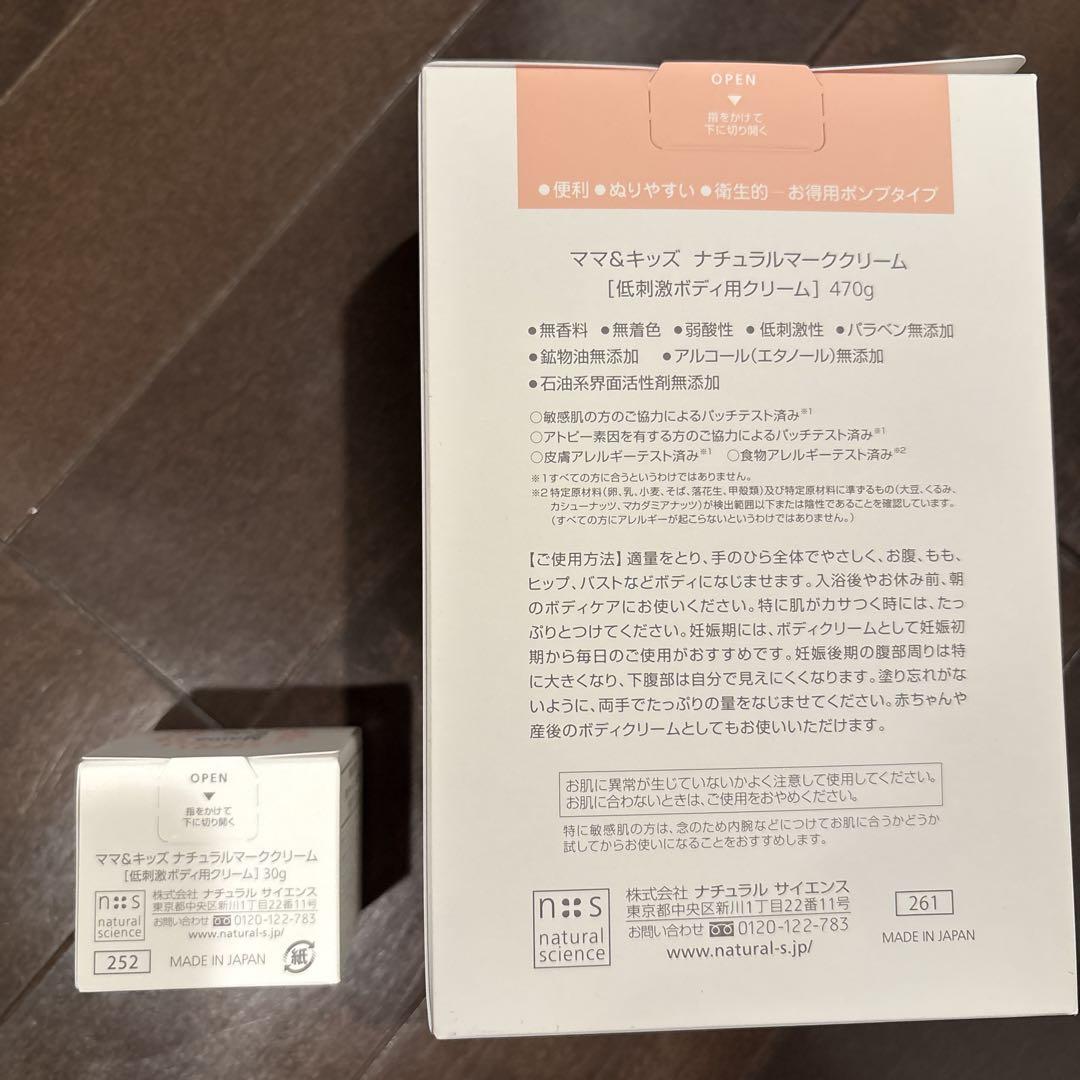 OPEN
指をかけて
下に切り開く
●便利 ●ぬりやすい ●衛生的―お得用ポンプタイプ
ママ&キッズ ナチュラルマーククリーム
[低刺激ボディ用クリーム] 470g
●無香料 ●無着色 ●弱酸性 ●低刺激性 ●パラベン無添加
●鉱物油無添加 ●アルコール(エタノール)無添加
●石油系界面活性剤無添加
○敏感肌の方のご協力によるパッチテスト済み※1
○アトピー素因を有する方のご協力によるパッチテスト済み※1
○皮膚アレルギーテスト済み※1 ○食物アレルギーテスト済み※2
※1すべての方に合うというわけではありません。
※2特定原材料(卵、乳、小麦、そば、落花生、甲殻類)及び特定原材料に準ずるもの(大豆、くるみ、
カシューナッツ、マカダミアナッツ)が検出範囲以下または陰性であることを確認しています。
(すべての方にアレルギーが起こらないというわけではありません。)
【ご使用方法】適量をとり、手のひら全体でやさしく、お腹、もも、
ヒップ、バストなどボディになじませます。入浴後やお休み前、朝
のボディケアにお使いください。特に肌がカサつく時には、たっ
ぷりとつけてください。妊娠期には、ボディクリームとして妊娠初
期から毎日のご使用がおすすめです。妊娠後期の腹部周りは特
に大きくなり、下腹部は自分で見えにくくなります。塗り忘れがな
いように、両手でたっぷりの量をなじませてください。赤ちゃんや
産後のボディクリームとしてもお使いいただけます。
お肌に異常が生じていないかよく注意して使用してください。
お肌に合わないときは、ご使用をおやめください。
特に敏感肌の方は、念のため内腕などにつけてお肌に合うかどうか
試してからお使いになることをおすすめします。
n::s
natural
science
株式会社 ナチュラル サイエンス
東京都中央区新川1丁目22番11号
お問い合わせ 0120-122-783
www.natural-s.jp/
261
MADE IN JAPAN
OPEN
指をかけて
下に切り開く
ママ&キッズ ナチュラルマーククリーム
[低刺激ボディ用クリーム] 30g
n::s
natural
science
株式会社 ナチュラル サイエンス
東京都中央区新川1丁目22番11号
お問い合わせ 0120-122-783
www.natural-s.jp/
252
MADE IN JAPAN
紙